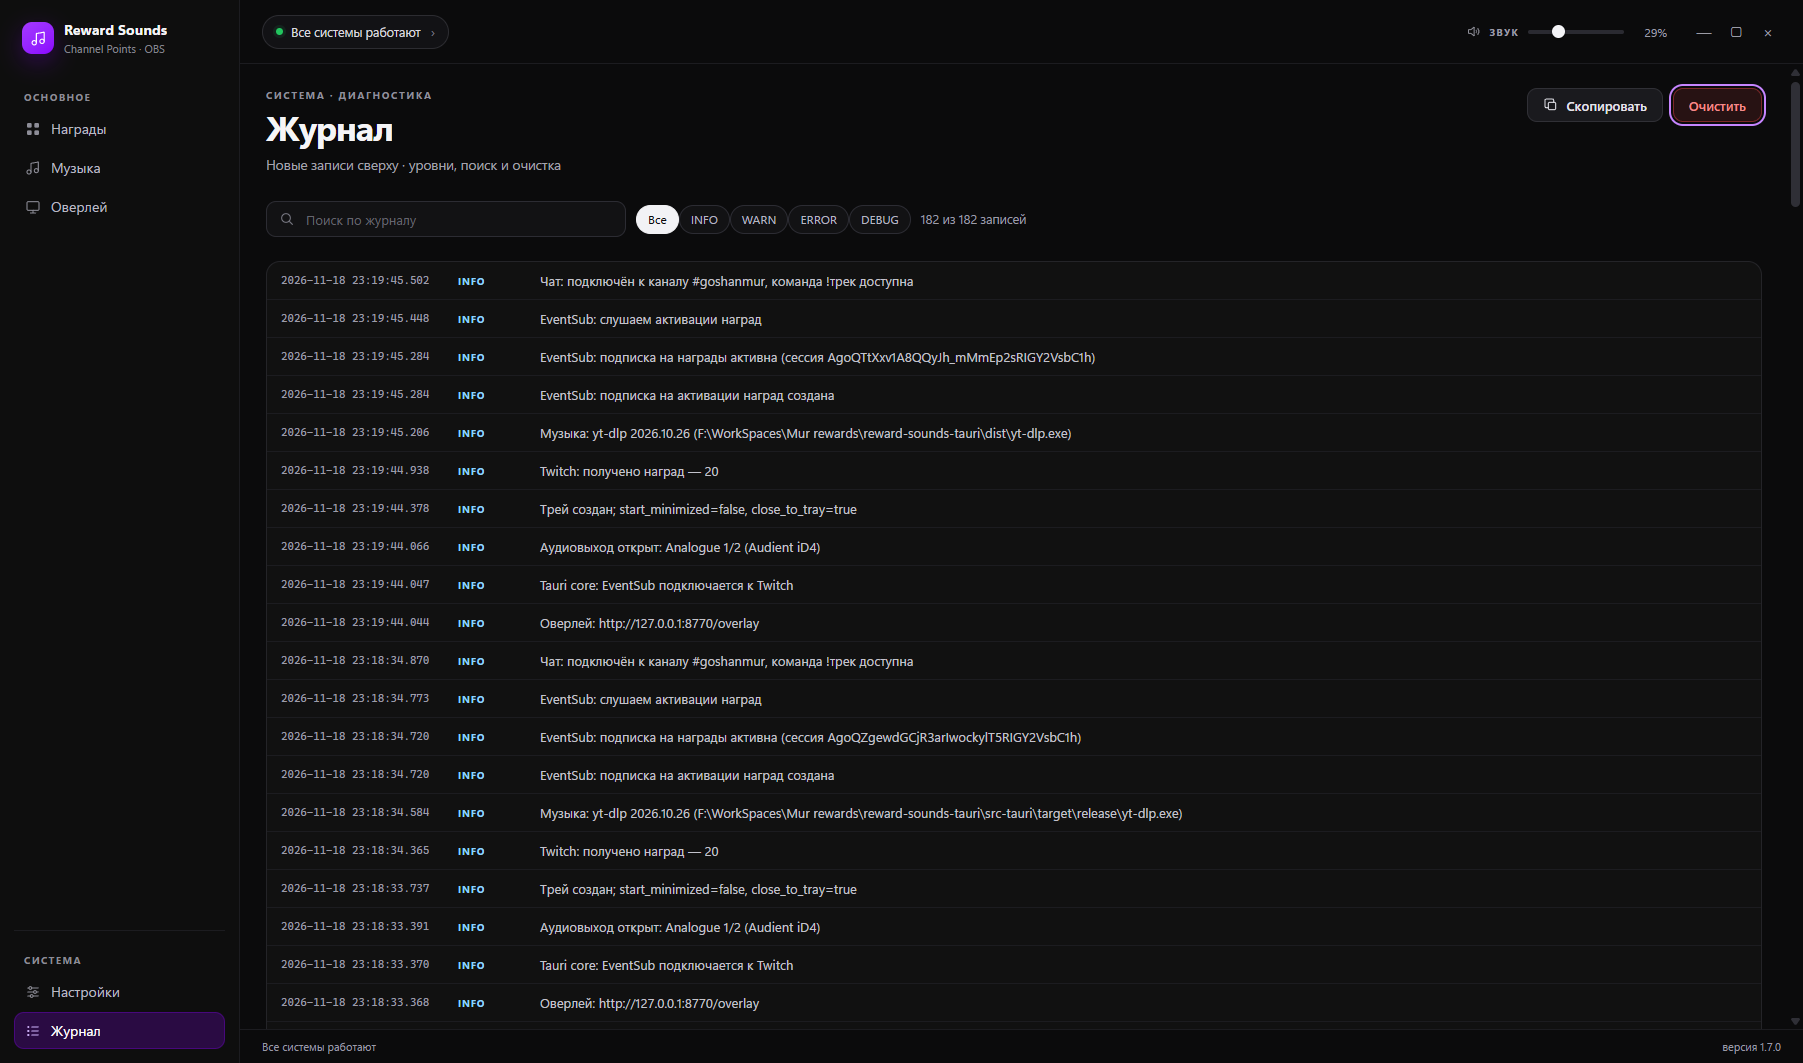 Reward Sounds
Channel Points · OBS
ОСНОВНОЕ
Награды
Музыка
Оверлей
СИСТЕМА
Настройки
Журнал
Все системы работают ›
ЗВУК 29%
СИСТЕМА · ДИАГНОСТИКА
Журнал
Новые записи сверху · уровни, поиск и очистка
Скопировать
Очистить
Поиск по журналу
Все INFO WARN ERROR DEBUG 182 из 182 записей
2026-11-18 23:19:45.502 INFO Чат: подключён к каналу #goshanmur, команда !трек доступна
2026-11-18 23:19:45.448 INFO EventSub: слушаем активации наград
2026-11-18 23:19:45.284 INFO EventSub: подписка на награды активна (сессия AgoQTtXxv1A8QQyJh_mMmEp2sRIGY2VsbC1h)
2026-11-18 23:19:45.284 INFO EventSub: подписка на активации наград создана
2026-11-18 23:19:45.206 INFO Музыка: yt-dlp 2026.10.26 (F:\WorkSpaces\Mur rewards\reward-sounds-tauri\dist\yt-dlp.exe)
2026-11-18 23:19:44.938 INFO Twitch: получено наград — 20
2026-11-18 23:19:44.378 INFO Трей создан; start_minimized=false, close_to_tray=true
2026-11-18 23:19:44.066 INFO Аудиовыход открыт: Analogue 1/2 (Audient iD4)
2026-11-18 23:19:44.047 INFO Tauri core: EventSub подключается к Twitch
2026-11-18 23:19:44.044 INFO Оверлей: http://127.0.0.1:8770/overlay
2026-11-18 23:18:34.870 INFO Чат: подключён к каналу #goshanmur, команда !трек доступна
2026-11-18 23:18:34.773 INFO EventSub: слушаем активации наград
2026-11-18 23:18:34.720 INFO EventSub: подписка на награды активна (сессия AgoQZgewdGCjR3arIwockylT5RIGY2VsbC1h)
2026-11-18 23:18:34.720 INFO EventSub: подписка на активации наград создана
2026-11-18 23:18:34.584 INFO Музыка: yt-dlp 2026.10.26 (F:\WorkSpaces\Mur rewards\reward-sounds-tauri\src-tauri\target\release\yt-dlp.exe)
2026-11-18 23:18:34.365 INFO Twitch: получено наград — 20
2026-11-18 23:18:33.737 INFO Трей создан; start_minimized=false, close_to_tray=true
2026-11-18 23:18:33.391 INFO Аудиовыход открыт: Analogue 1/2 (Audient iD4)
2026-11-18 23:18:33.370 INFO Tauri core: EventSub подключается к Twitch
2026-11-18 23:18:33.368 INFO Оверлей: http://127.0.0.1:8770/overlay
Все системы работают
версия 1.7.0